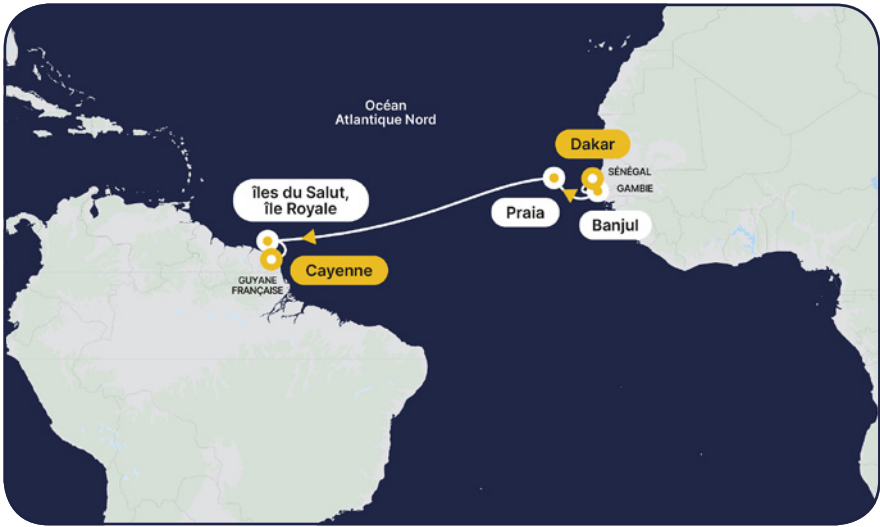 Océan
Atlantique Nord
Dakar
SÉNÉGAL
GAMBIE
îles du Salut,
île Royale
Praia
Banjul
Cayenne
GUYANE
FRANÇAISE